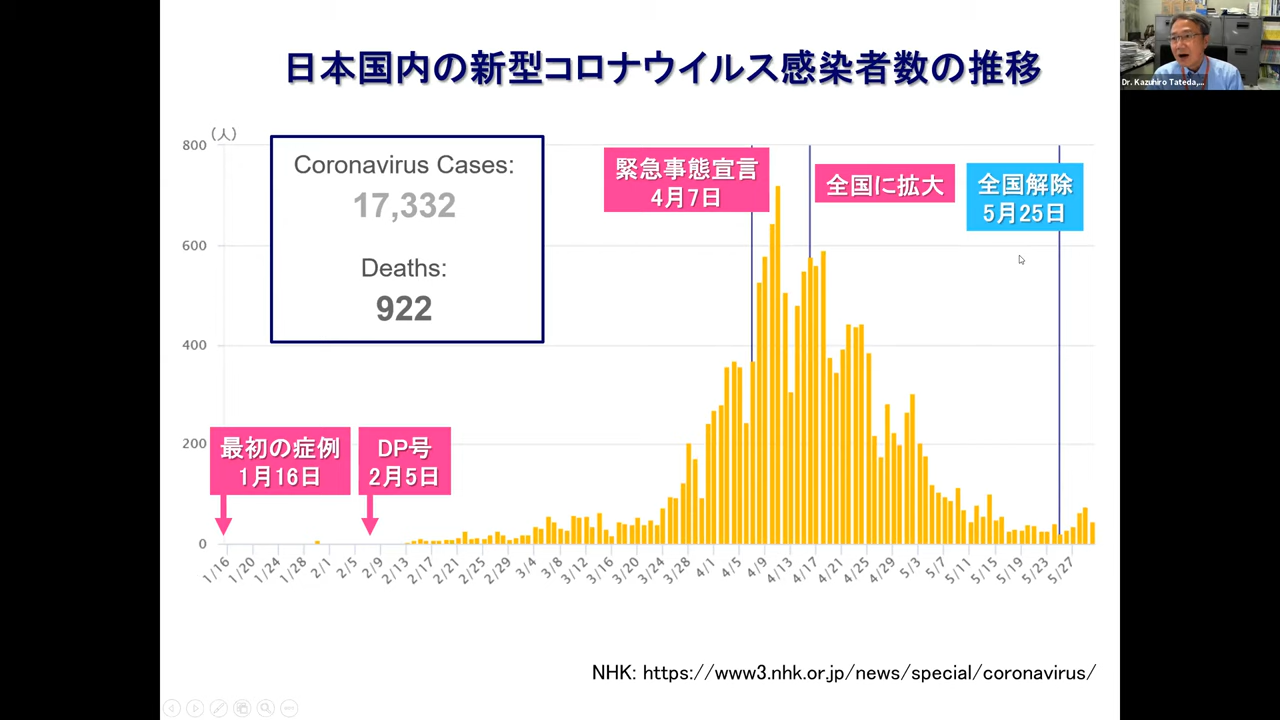 日本国内の新型コロナウイルス感染者数の推移
Dr. Kazuhiro Tateda,...
(人)
800
600
400
200
0
Coronavirus Cases:
17,332
Deaths:
922
緊急事態宣言
4月7日
全国に拡大
全国解除
5月25日
最初の症例
1月16日
DP号
2月5日
1/16 1/20 1/24 1/28 2/1 2/5 2/9 2/13 2/17 2/21 2/25 2/29 3/4 3/8 3/12 3/16 3/20 3/24 3/28 4/1 4/5 4/9 4/13 4/17 4/21 4/25 4/29 5/3 5/7 5/11 5/15 5/19 5/23 5/27
NHK: https://www3.nhk.or.jp/news/special/coronavirus/